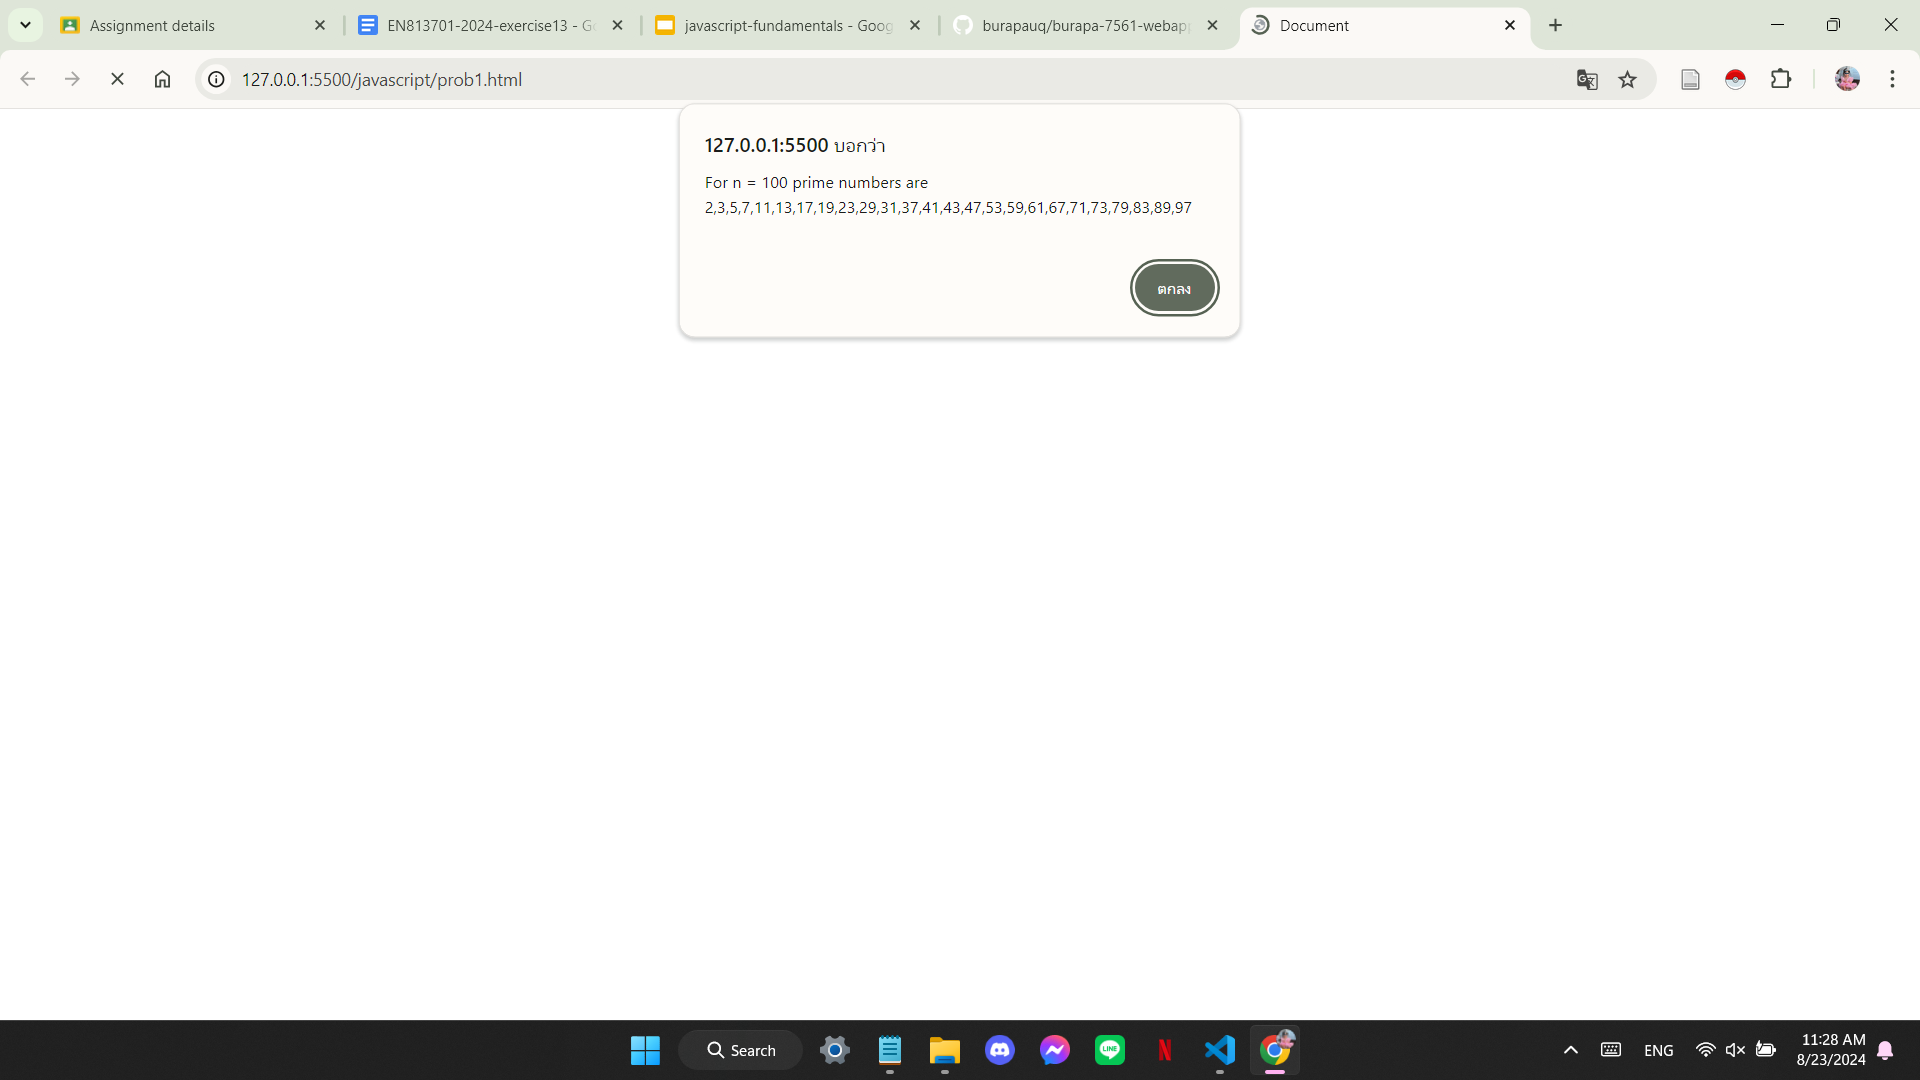 Assignment details
EN813701-2024-exercise13 - G
javascript-fundamentals - Goog
burapauq/burapa-7561-webap
Document
127.0.0.1:5500/javascript/prob1.html
127.0.0.1:5500 บอกว่า
For n = 100 prime numbers are
2,3,5,7,11,13,17,19,23,29,31,37,41,43,47,53,59,61,67,71,73,79,83,89,97
ตกลง
Search
LINE
N
ENG
11:28 AM
8/23/2024